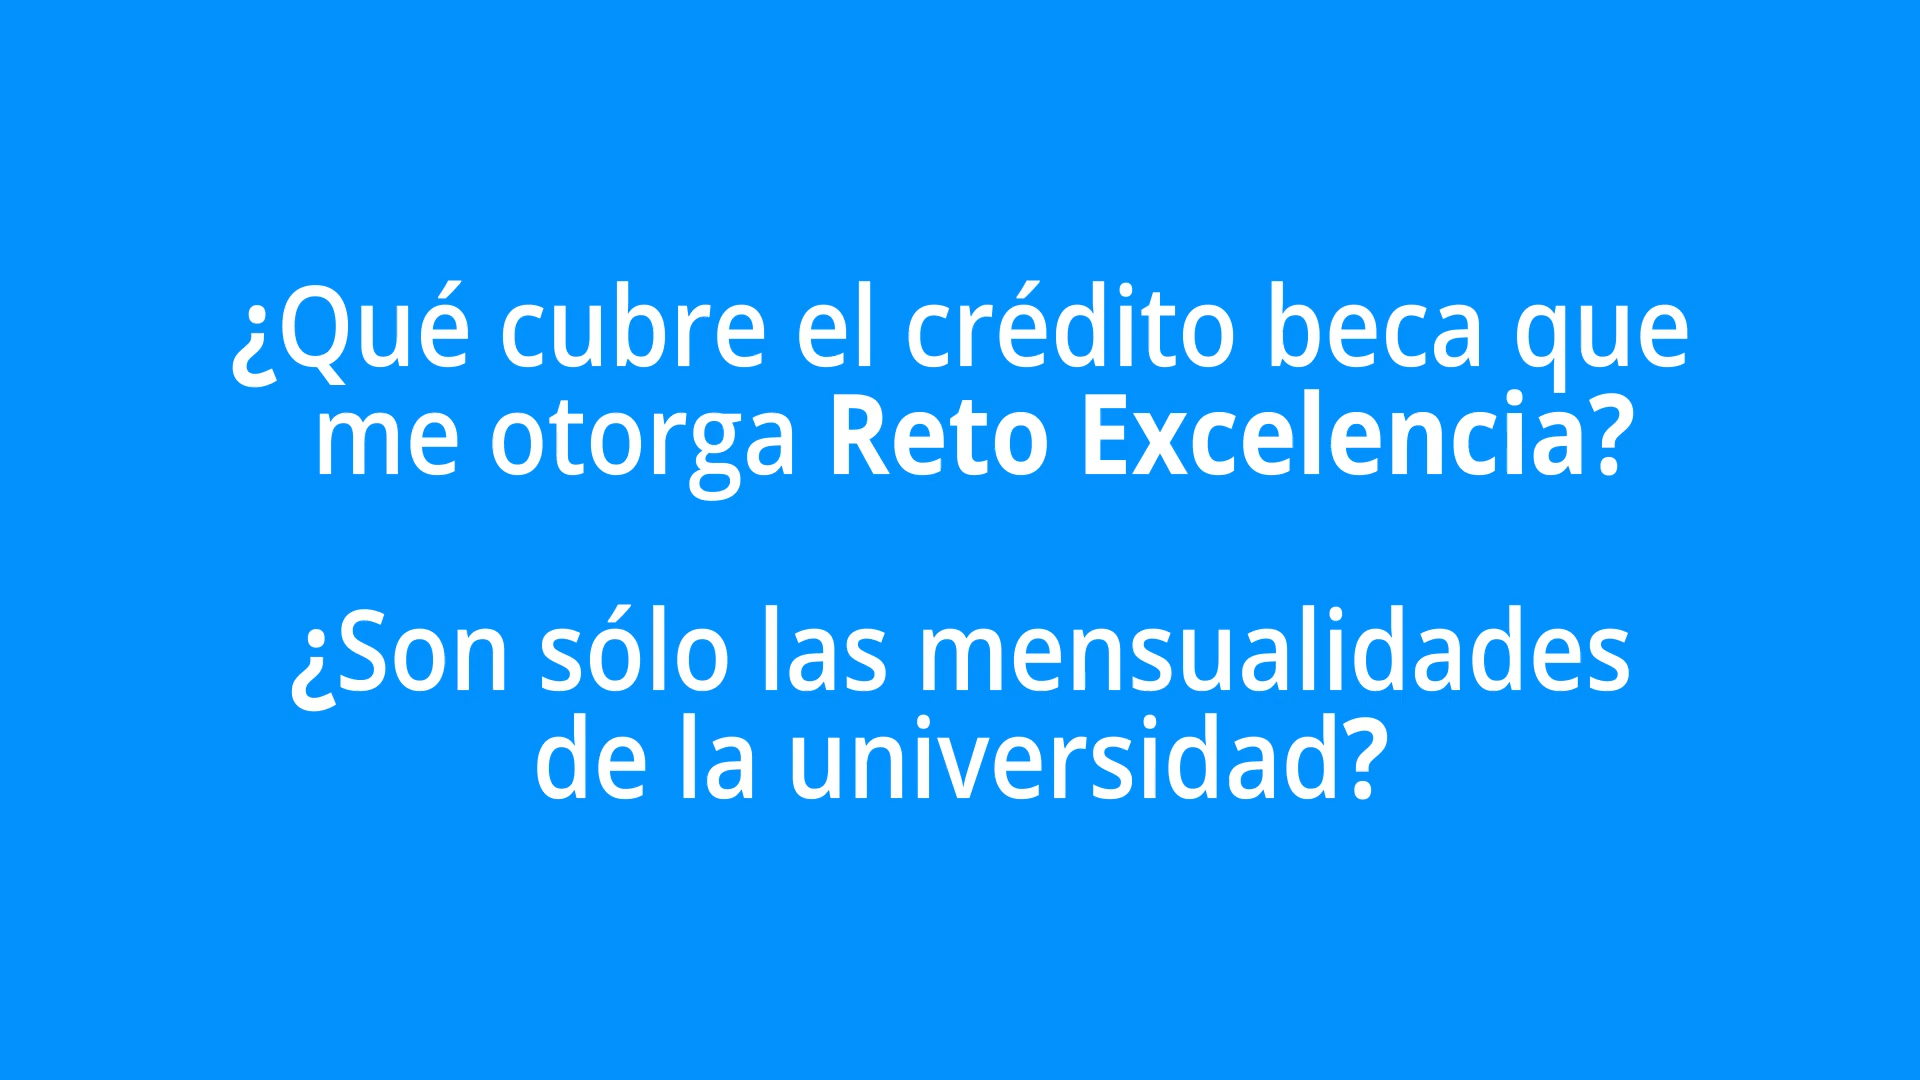 ¿Qué cubre el crédito beca que
me otorga Reto Excelencia?
¿Son sólo las mensualidades
de la universidad?